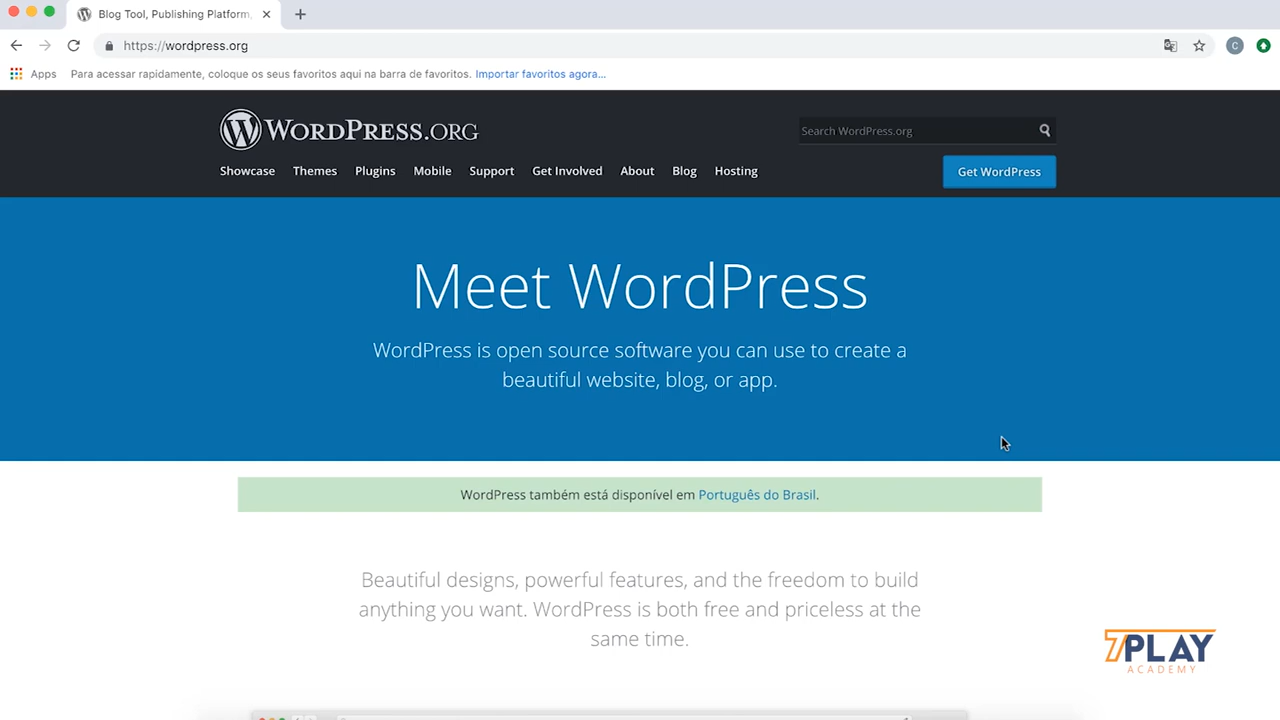 Blog Tool, Publishing Platform,
https://wordpress.org
C
Apps Para acessar rapidamente, coloque os seus favoritos aqui na barra de favoritos. Importar favoritos agora...
WORDPRESS.ORG
Search WordPress.org
Showcase Themes Plugins Mobile Support Get Involved About Blog Hosting
Get WordPress
Meet WordPress
WordPress is open source software you can use to create a
beautiful website, blog, or app.
WordPress também está disponível em Português do Brasil.
Beautiful designs, powerful features, and the freedom to build
anything you want. WordPress is both free and priceless at the
same time.
7PLAY
ACADEMY